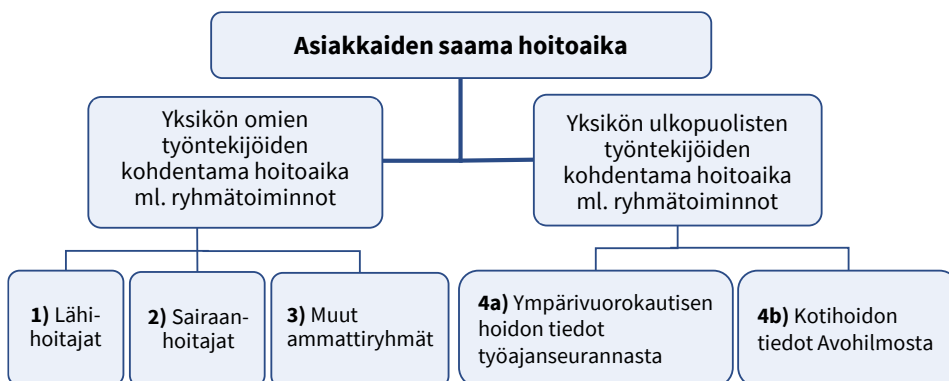 Asiakkaiden saama hoitoaika
Yksikön omien
työntekijöiden
kohdentama hoitoaika
ml. ryhmätoiminnot
Yksikön ulkopuolisten
työntekijöiden
kohdentama hoitoaika
ml. ryhmätoiminnot
1) Lähi-
hoitajat
2) Sairaan-
hoitajat
3) Muut
ammattiryhmät
4a) Ympärivuorokautisen
hoidon tiedot
työajanseurannasta
4b) Kotihoidon
tiedot Avohilmosta